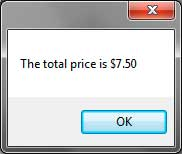 The total price is $7.50
OK